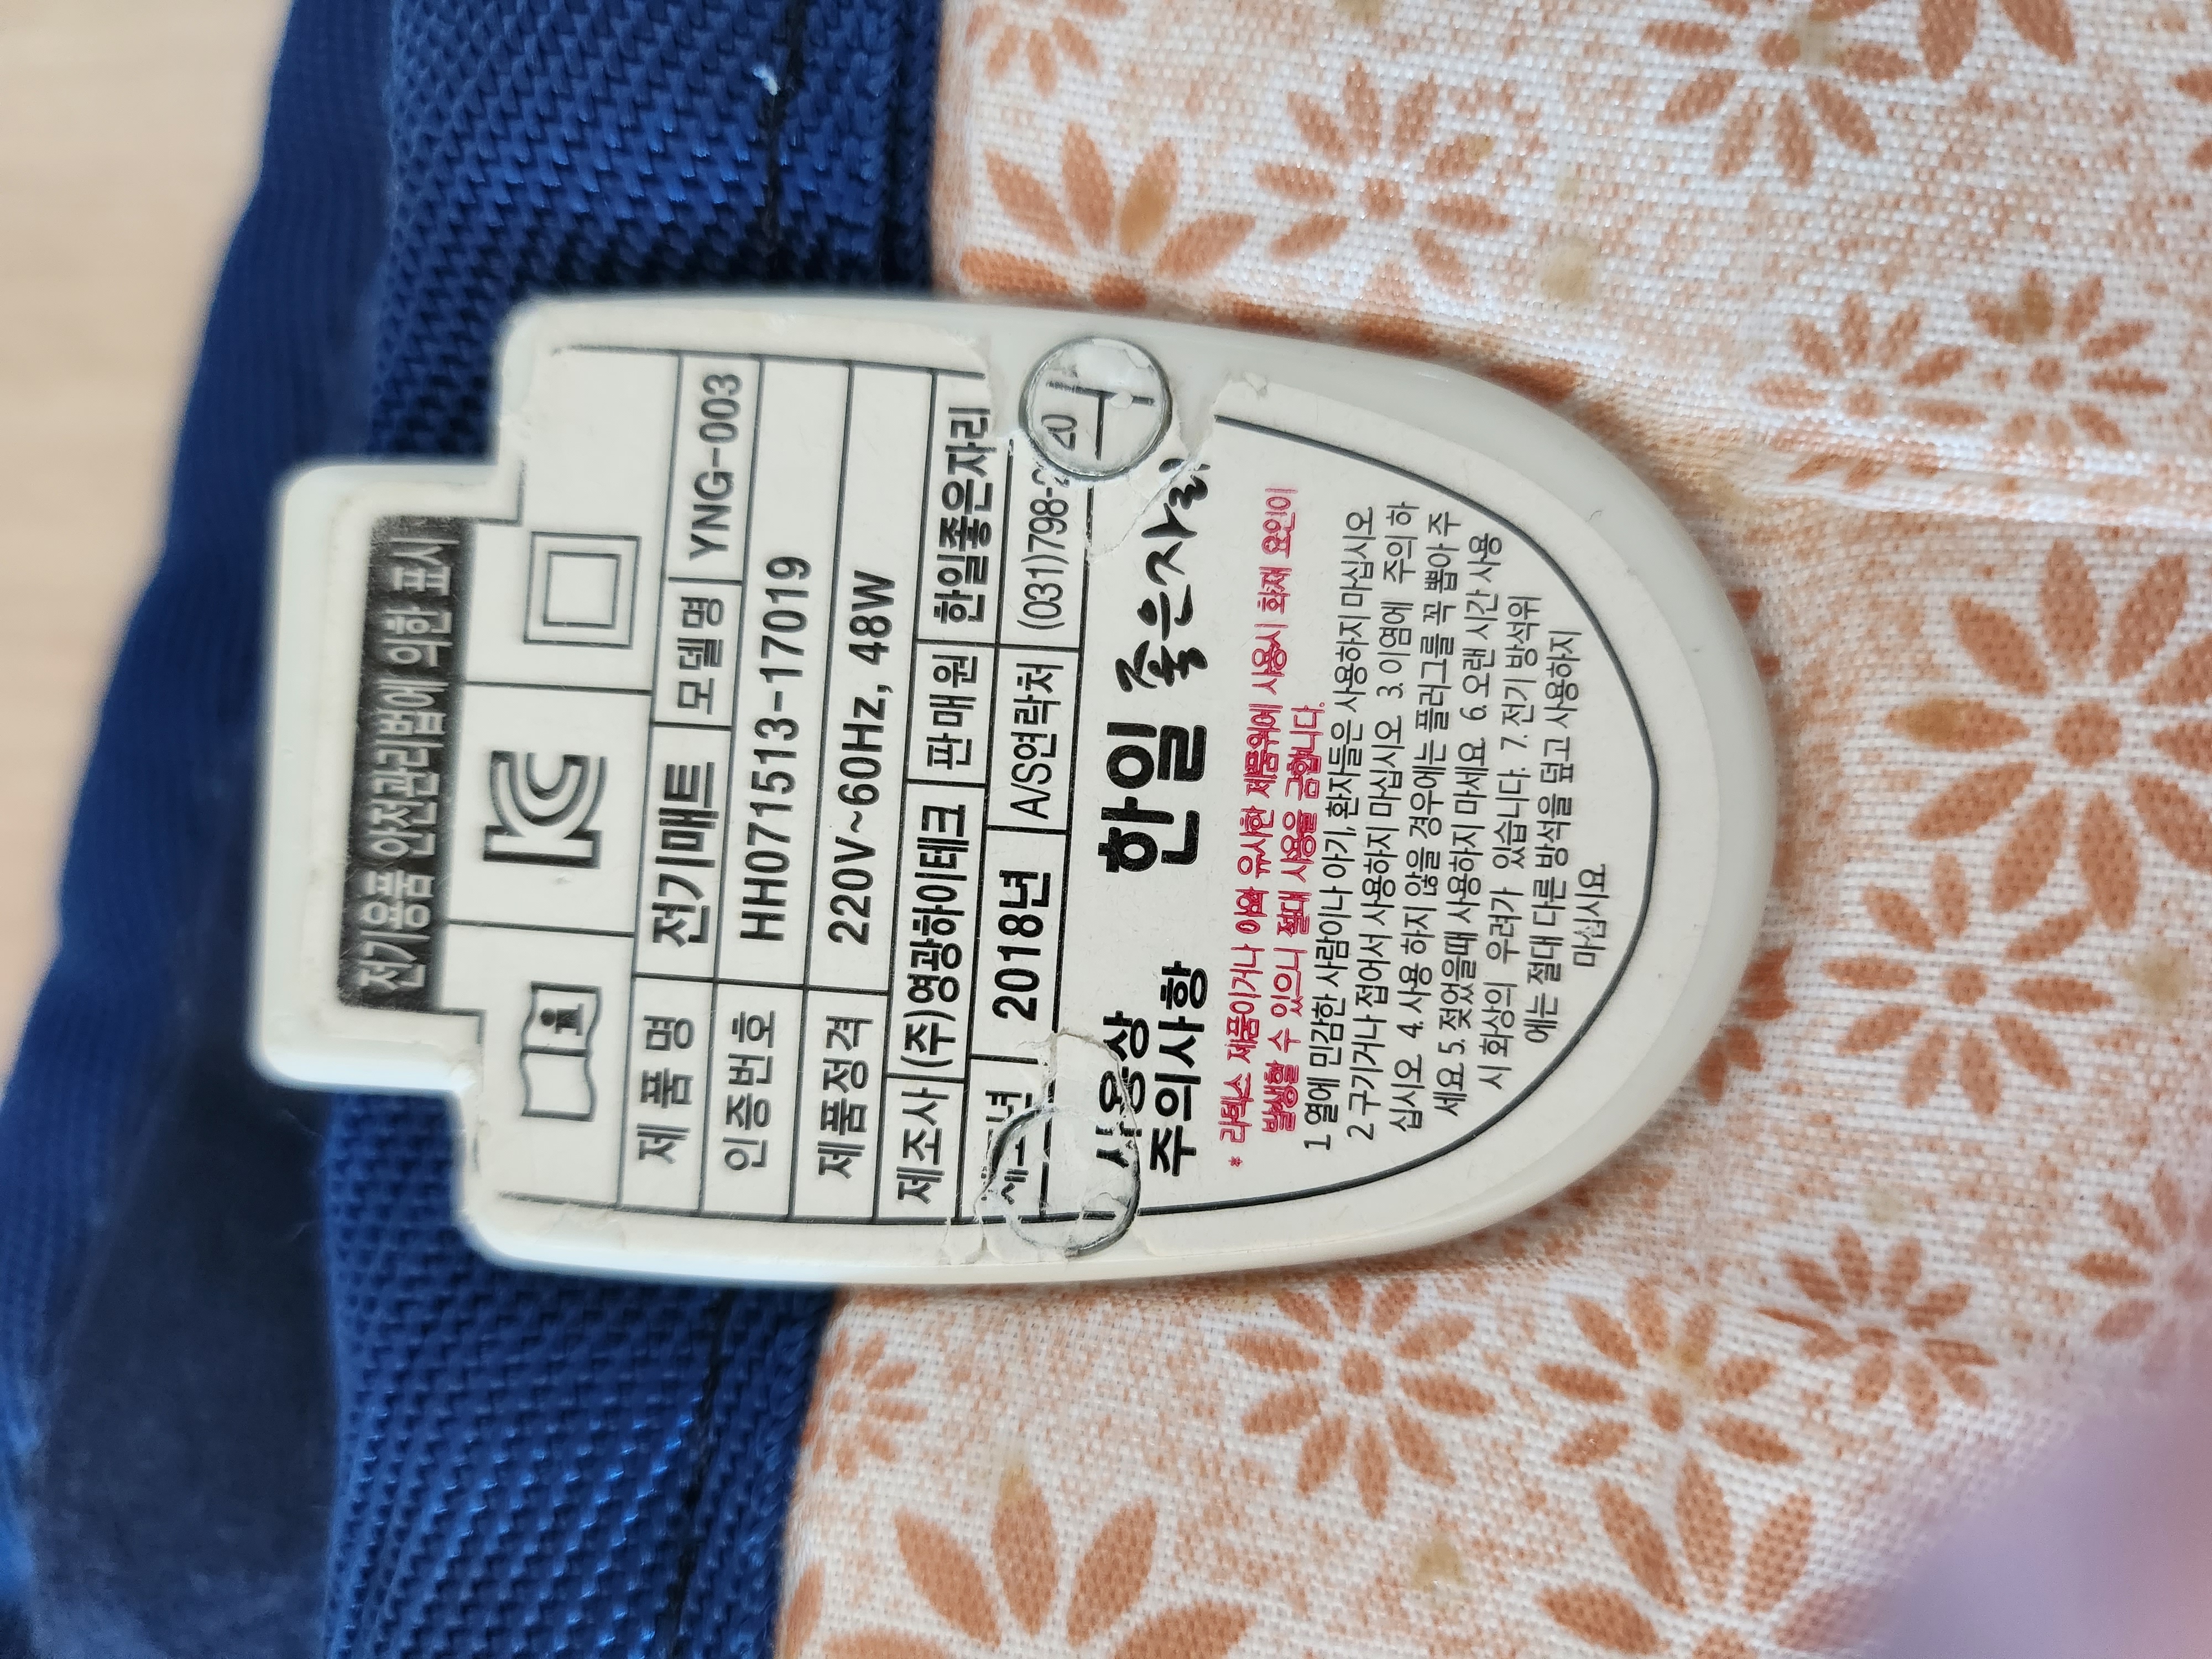 전기용품 안전관리법에 의한 표시
제 품 명 전기매트 모델명 YNG-003
인증번호 HH071513-17019
제품정격 220V~60Hz, 48W
제조사 (주)영광하이테크 판매원 한일좋은자리
2018년 A/S연락처 (031)798-
사용상
주의사항
한일 좋은자리
* 라텍스 제품이거나 이와 유사한 제품위에 사용시 화재 요인이
발생할 수 있으니 절대 사용을 금합니다.
1 열에 민감한 사람이나 아기, 환자들은 사용하지 마십시오
2 구기거나 접어서 사용하지 마십시오 3. 이염에 주의 하
십시오 4. 사용 하지 않을 경우에는 플러그를 꼭 뽑아 주
세요 5. 젖었을때 사용하지 마세요 6. 오랜 시간 사용
시 화상의 우려가 있습니다. 7. 전기 방석위
에는 절대 다른 방석을 덮고 사용하지
마십시요